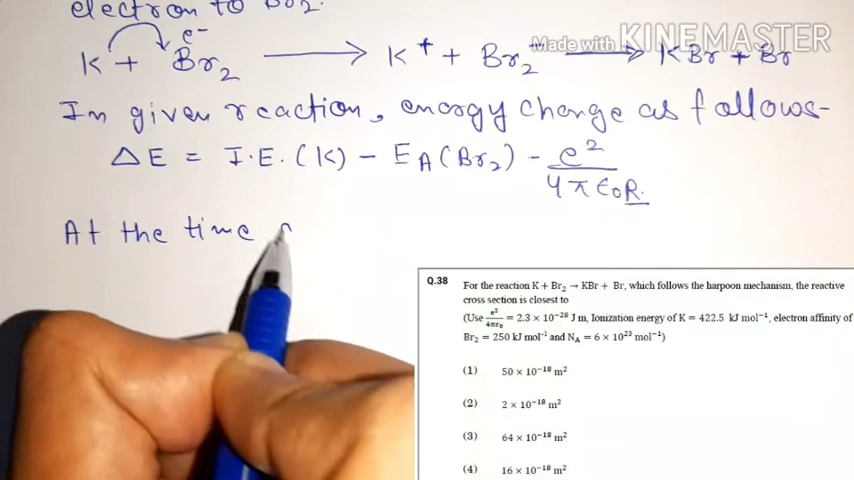 electron to Br2.
e-
K + Br2 ⟶ K+ + Br2- ⟶ KBr + Br
Made with KINEMASTER
In given reaction, energy change as follows-
ΔE = I.E.(K) - EA(Br2) - e²/4πε0R.
At the time
Q.38 For the reaction K + Br2 → KBr + Br, which follows the harpoon mechanism, the reactive
cross section is closest to
(Use e²/4πε0 = 2.3 × 10⁻²⁸ J m, Ionization energy of K = 422.5 kJ mol⁻¹, electron affinity of
Br2 = 250 kJ mol⁻¹ and NA = 6 × 10²³ mol⁻¹)
(1) 50 × 10⁻¹⁸ m²
(2) 2 × 10⁻¹⁸ m²
(3) 64 × 10⁻¹⁸ m²
(4) 16 × 10⁻¹⁸ m²